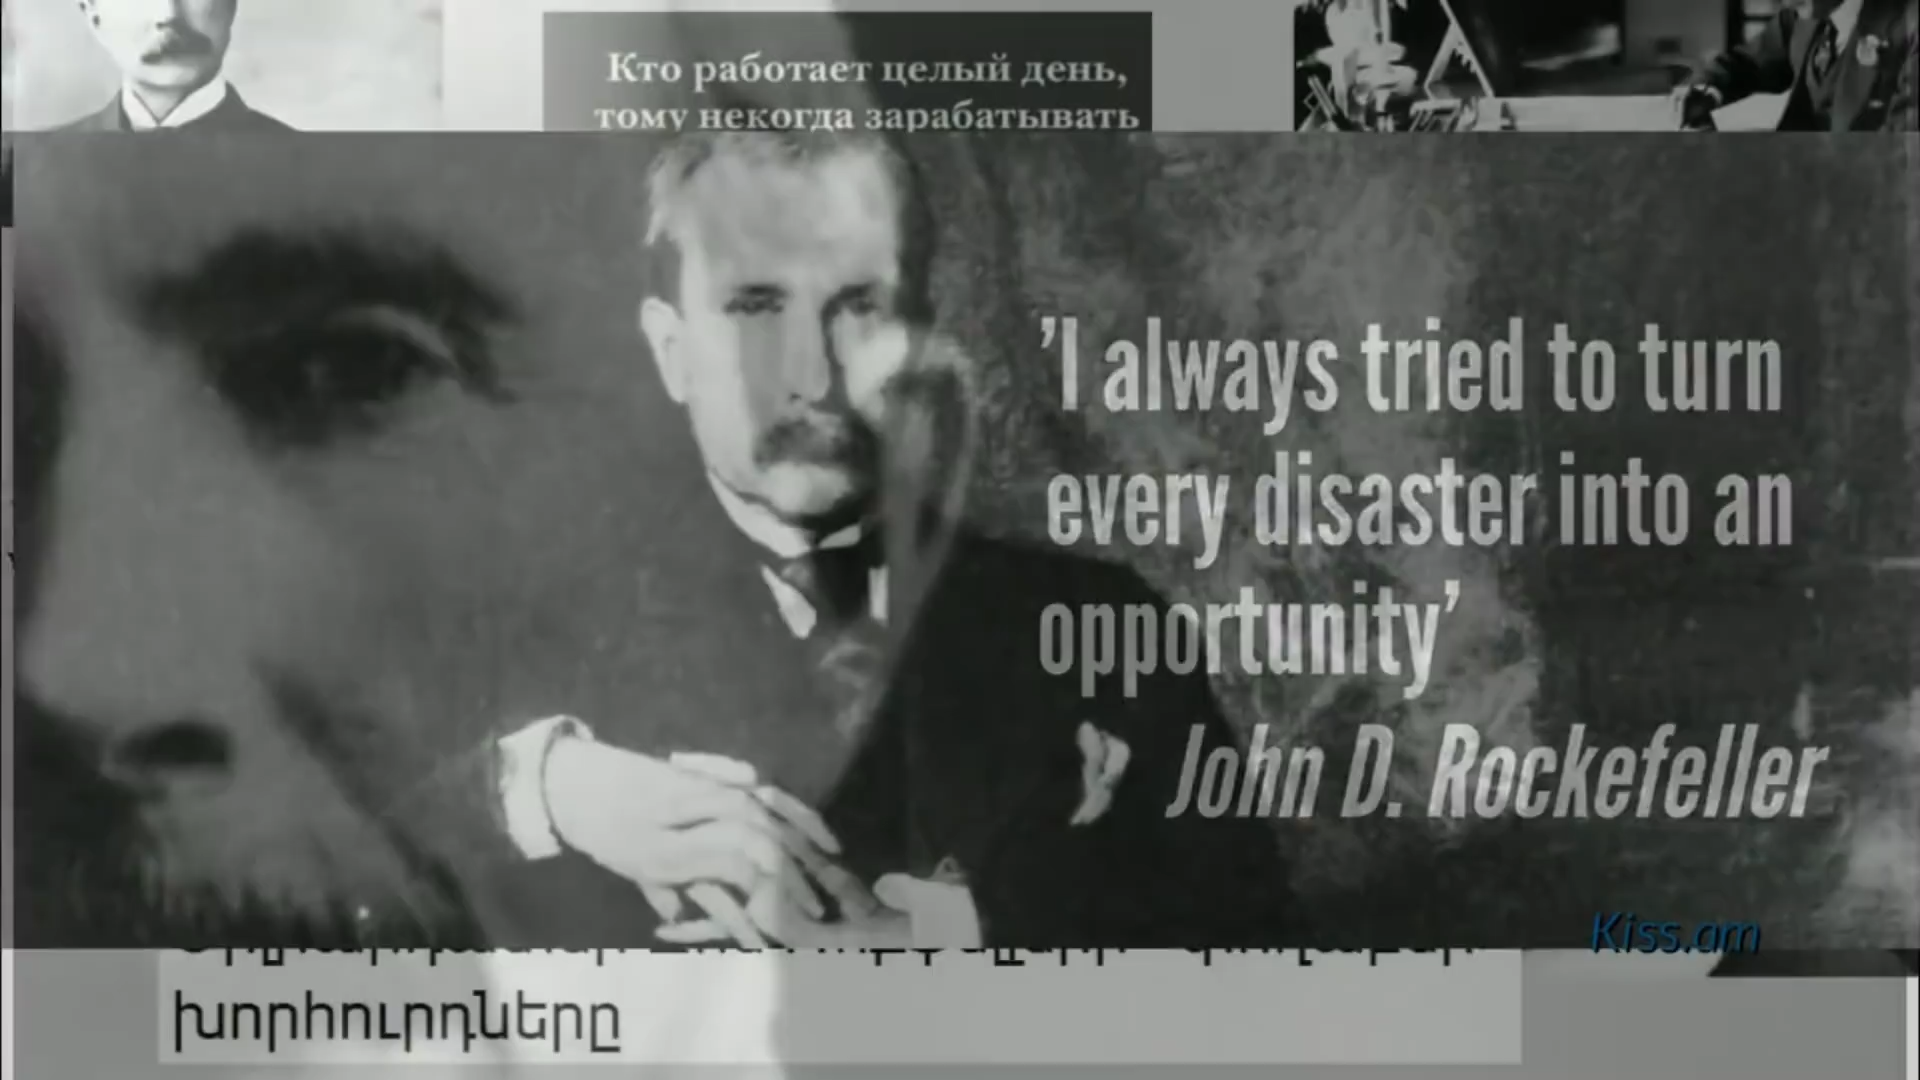 Кто работает целый день,
тому некогда зарабатывать
’I always tried to turn
every disaster into an
opportunity’
John D. Rockefeller
Kiss.am
խորհուրդները